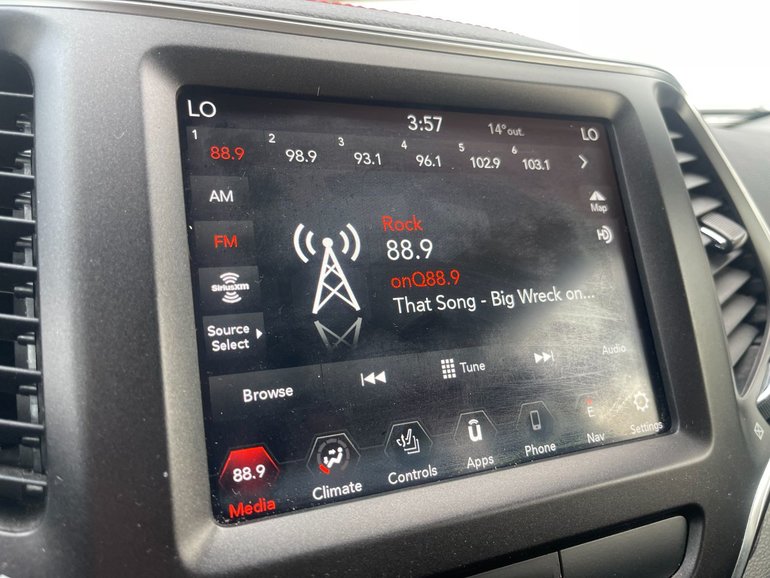 LO 3:57 14° out. LO
1 2 3 4 5 6
88.9 98.9 93.1 96.1 102.9 103.1
AM
Map
FM
HD
SiriusXM
Rock
88.9
onQ88.9
That Song - Big Wreck on...
Source
Select
Browse
Tune
Audio
88.9
Media
Climate
Controls
Apps
Phone
E
Nav
Settings